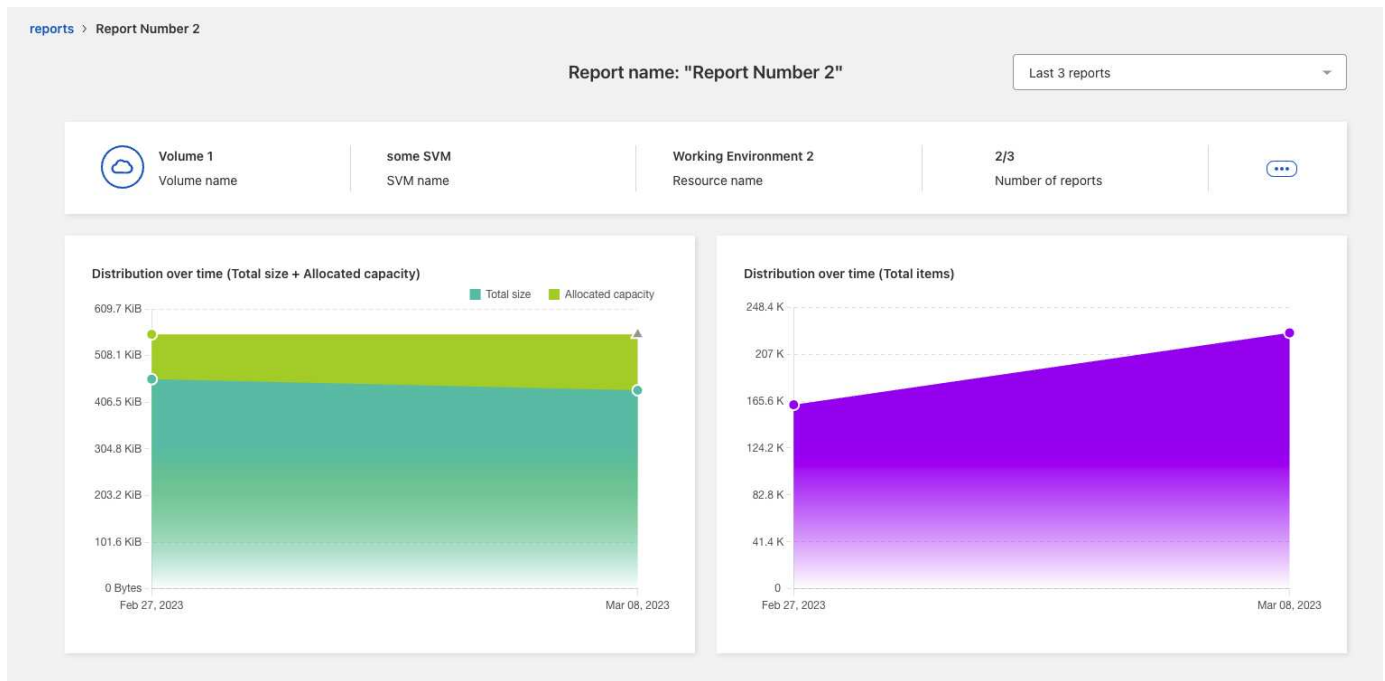 reports > Report Number 2
Report name: "Report Number 2"
Last 3 reports
Volume 1
Volume name
some SVM
SVM name
Working Environment 2
Resource name
2/3
Number of reports
Distribution over time (Total size + Allocated capacity)
Total size
Allocated capacity
609.7 KiB
508.1 KiB
406.5 KiB
304.8 KiB
203.2 KiB
101.6 KiB
0 Bytes
Feb 27, 2023
Mar 08, 2023
Distribution over time (Total items)
248.4 K
207 K
165.6 K
124.2 K
82.8 K
41.4 K
0
Feb 27, 2023
Mar 08, 2023